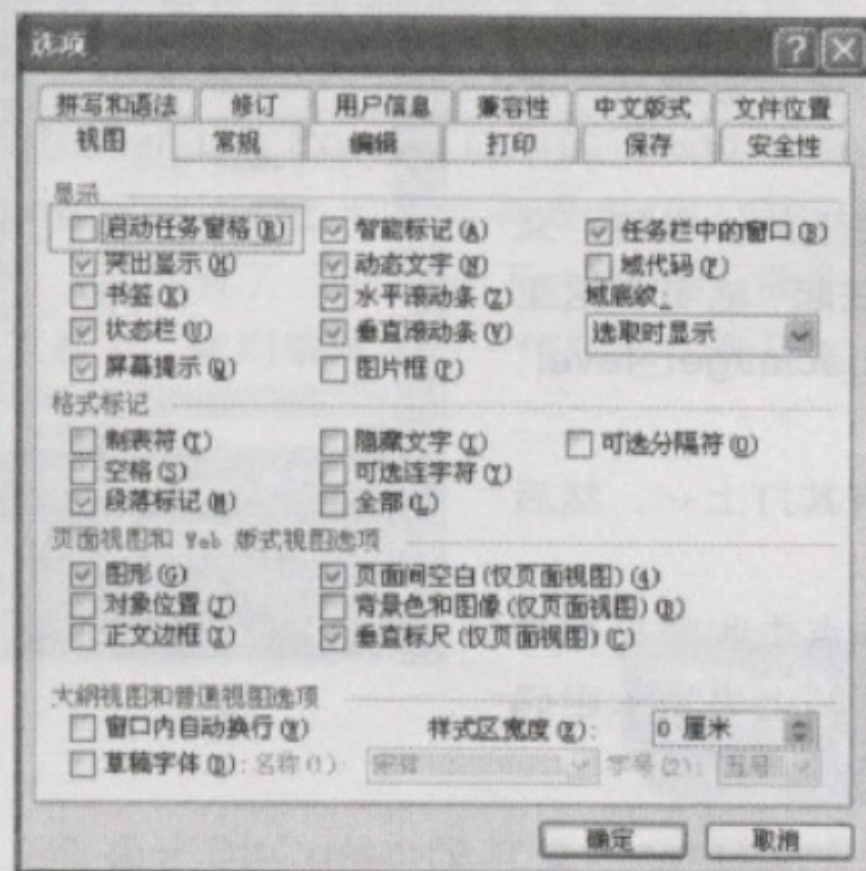 选项
拼写和语法 修订 用户信息 兼容性 中文版式 文件位置
视图 常规 编辑 打印 保存 安全性
显示
启动任务窗格(R) 智能标记(A) 任务栏中的窗口(B)
突出显示(H) 动态文字(N) 域代码(F)
书签(K) 水平滚动条(Z) 域底纹:
状态栏(U) 垂直滚动条(V) 选取时显示
屏幕提示(Q) 图片框(P)
格式标记
制表符(T) 隐藏文字(I) 可选分隔符(O)
空格(S) 可选连字符(Y)
段落标记(M) 全部(L)
页面视图和 Web 版式视图选项
图形(G) 页面间空白(仅页面视图)(4)
对象位置(J) 背景色和图像(仅页面视图)
正文边框(X) 垂直标尺(仅页面视图)(C)
大纲视图和普通视图选项
窗口内自动换行(W) 样式区宽度(E): 0 厘米
草稿字体(D): 名称 宋体 字号(2): 五号
确定 取消